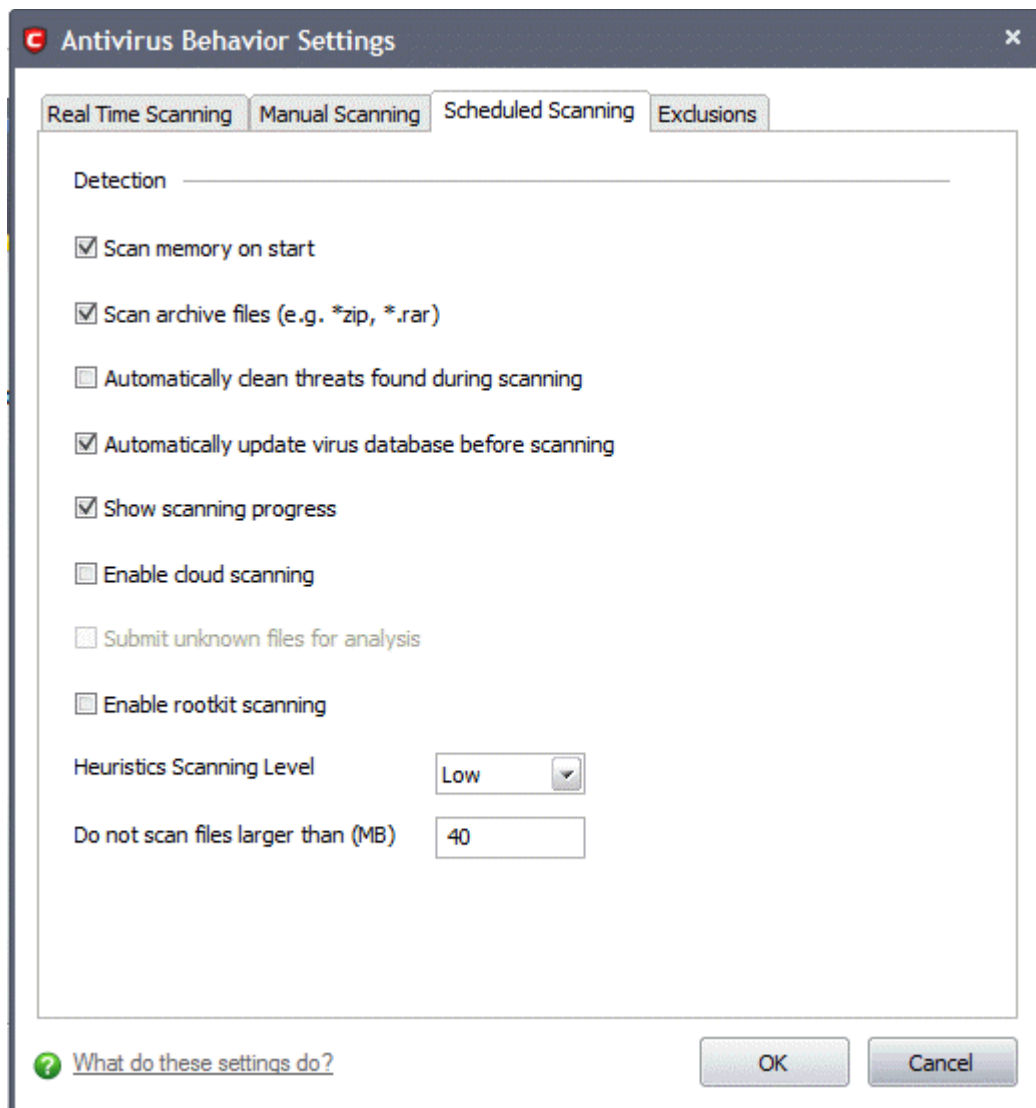 Antivirus Behavior Settings
Real Time Scanning
Manual Scanning
Scheduled Scanning
Exclusions
Detection
Scan memory on start
Scan archive files (e.g. *zip, *.rar)
Automatically clean threats found during scanning
Automatically update virus database before scanning
Show scanning progress
Enable cloud scanning
Submit unknown files for analysis
Enable rootkit scanning
Heuristics Scanning Level Low
Do not scan files larger than (MB) 40
What do these settings do?
OK
Cancel